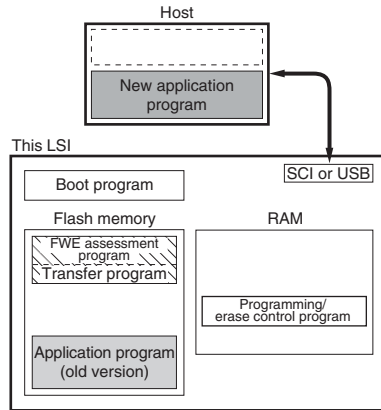 Host
New application
program
This LSI
SCI or USB
Boot program
Flash memory
FWE assessment
program
Transfer program
Application program
(old version)
RAM
Programming/
erase control program